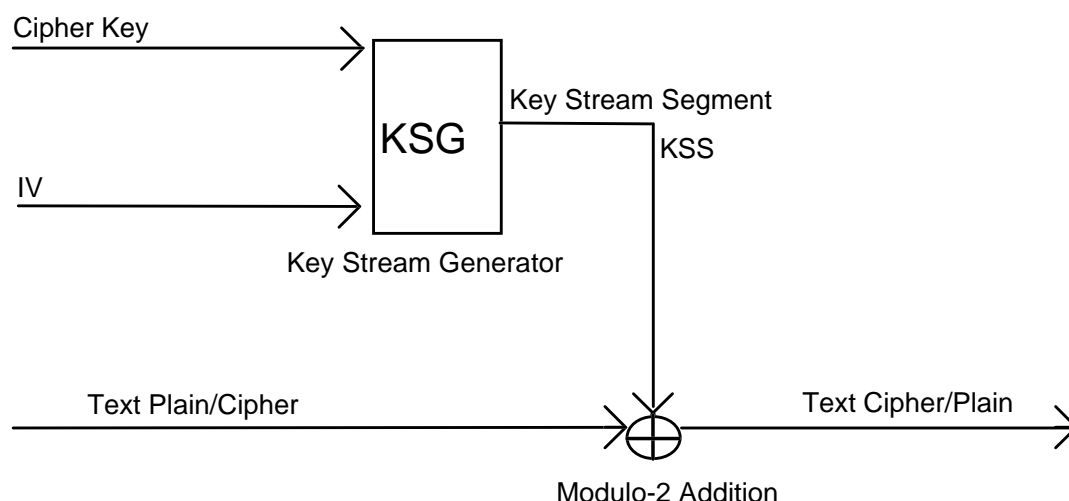 Cipher Key
Key Stream Segment
KSG
KSS
IV
Key Stream Generator
Text Plain/Cipher
Text Cipher/Plain
Modulo-2 Addition